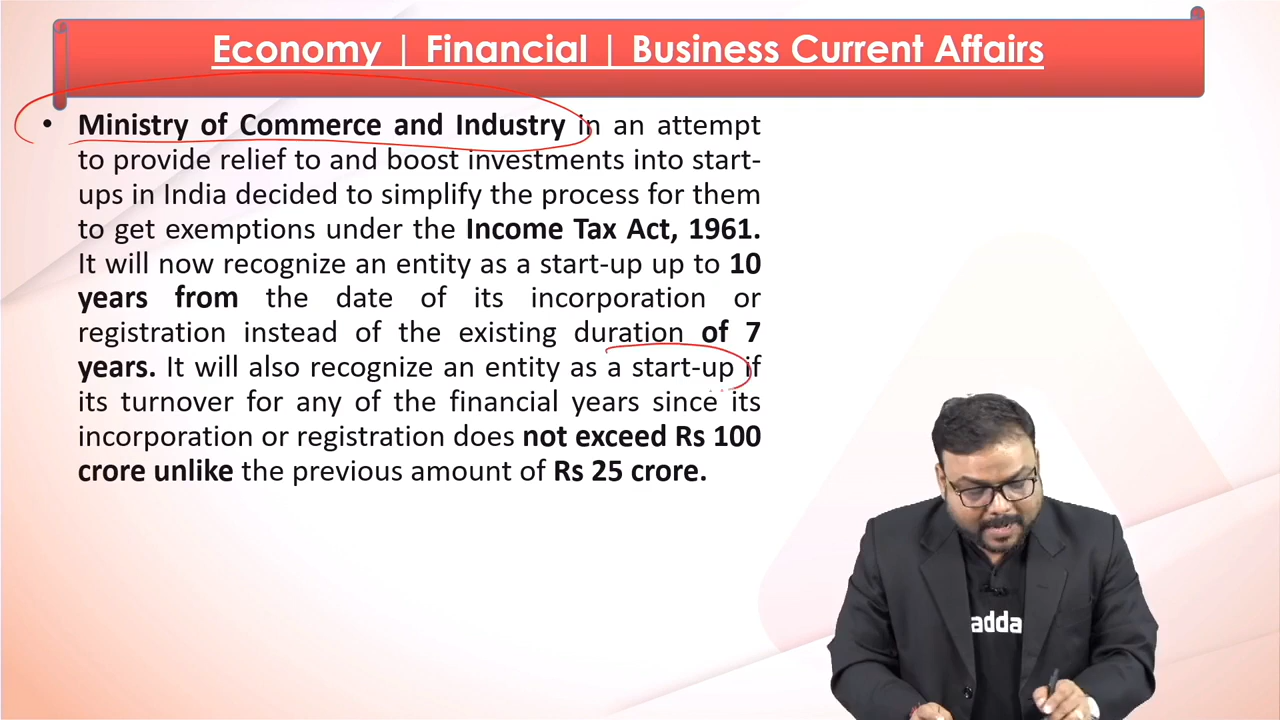 Economy | Financial | Business Current Affairs
• Ministry of Commerce and Industry in an attempt
to provide relief to and boost investments into start-
ups in India decided to simplify the process for them
to get exemptions under the Income Tax Act, 1961.
It will now recognize an entity as a start-up up to 10
years from the date of its incorporation or
registration instead of the existing duration of 7
years. It will also recognize an entity as a start-up if
its turnover for any of the financial years since its
incorporation or registration does not exceed Rs 100
crore unlike the previous amount of Rs 25 crore.
adda